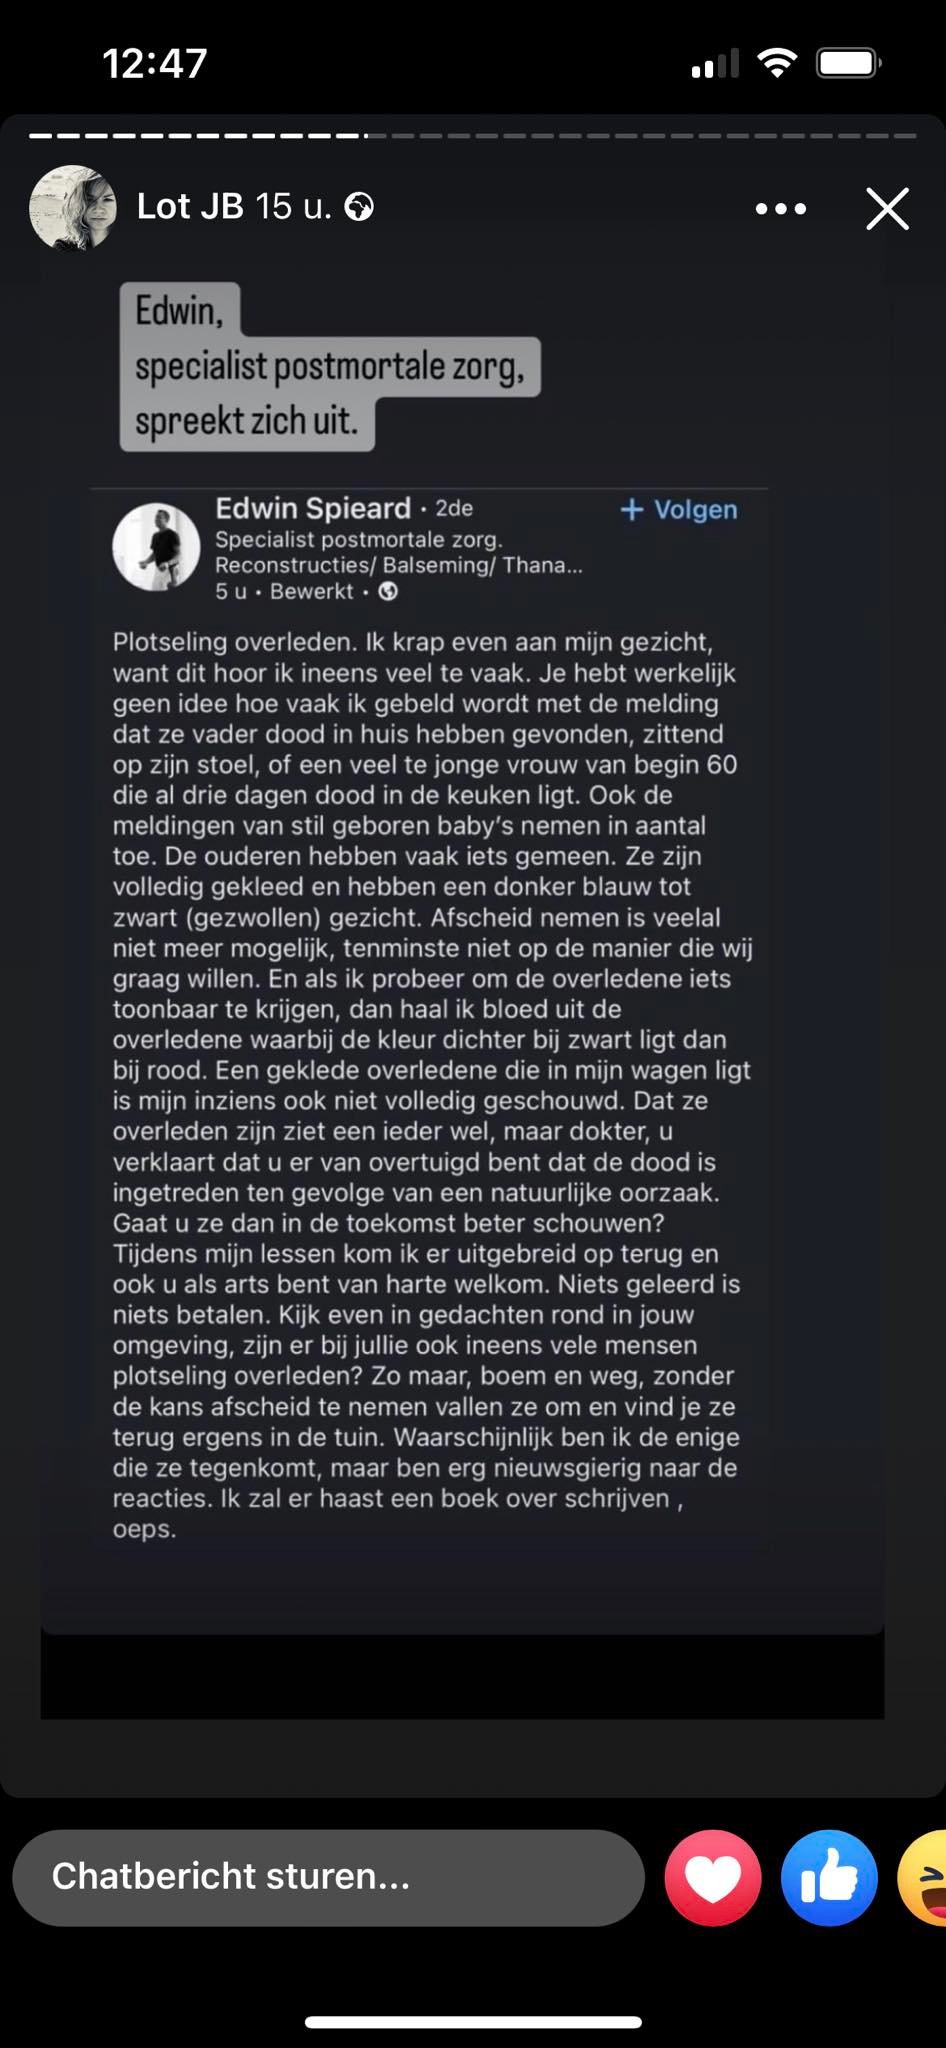 12:47
Lot JB 15 u.
Edwin,
specialist postmortale zorg,
spreekt zich uit.
Edwin Spieard · 2de
+ Volgen
Specialist postmortale zorg.
Reconstructies/ Balseming/ Thana...
5 u • Bewerkt •
Plotseling overleden. Ik krap even aan mijn gezicht,
want dit hoor ik ineens veel te vaak. Je hebt werkelijk
geen idee hoe vaak ik gebeld wordt met de melding
dat ze vader dood in huis hebben gevonden, zittend
op zijn stoel, of een veel te jonge vrouw van begin 60
die al drie dagen dood in de keuken ligt. Ook de
meldingen van stil geboren baby's nemen in aantal
toe. De ouderen hebben vaak iets gemeen. Ze zijn
volledig gekleed en hebben een donker blauw tot
zwart (gezwollen) gezicht. Afscheid nemen is veelal
niet meer mogelijk, tenminste niet op de manier die wij
graag willen. En als ik probeer om de overledene iets
toonbaar te krijgen, dan haal ik bloed uit de
overledene waarbij de kleur dichter bij zwart ligt dan
bij rood. Een geklede overledene die in mijn wagen ligt
is mijn inziens ook niet volledig geschouwd. Dat ze
overleden zijn ziet een ieder wel, maar dokter, u
verklaart dat u er van overtuigd bent dat de dood is
ingetreden ten gevolge van een natuurlijke oorzaak.
Gaat u ze dan in de toekomst beter schouwen?
Tijdens mijn lessen kom ik er uitgebreid op terug en
ook u als arts bent van harte welkom. Niets geleerd is
niets betalen. Kijk even in gedachten rond in jouw
omgeving, zijn er bij jullie ook ineens vele mensen
plotseling overleden? Zo maar, boem en weg, zonder
de kans afscheid te nemen vallen ze om en vind je ze
terug ergens in de tuin. Waarschijnlijk ben ik de enige
die ze tegenkomt, maar ben erg nieuwsgierig naar de
reacties. Ik zal er haast een boek over schrijven ,
oeps.
Chatbericht sturen...